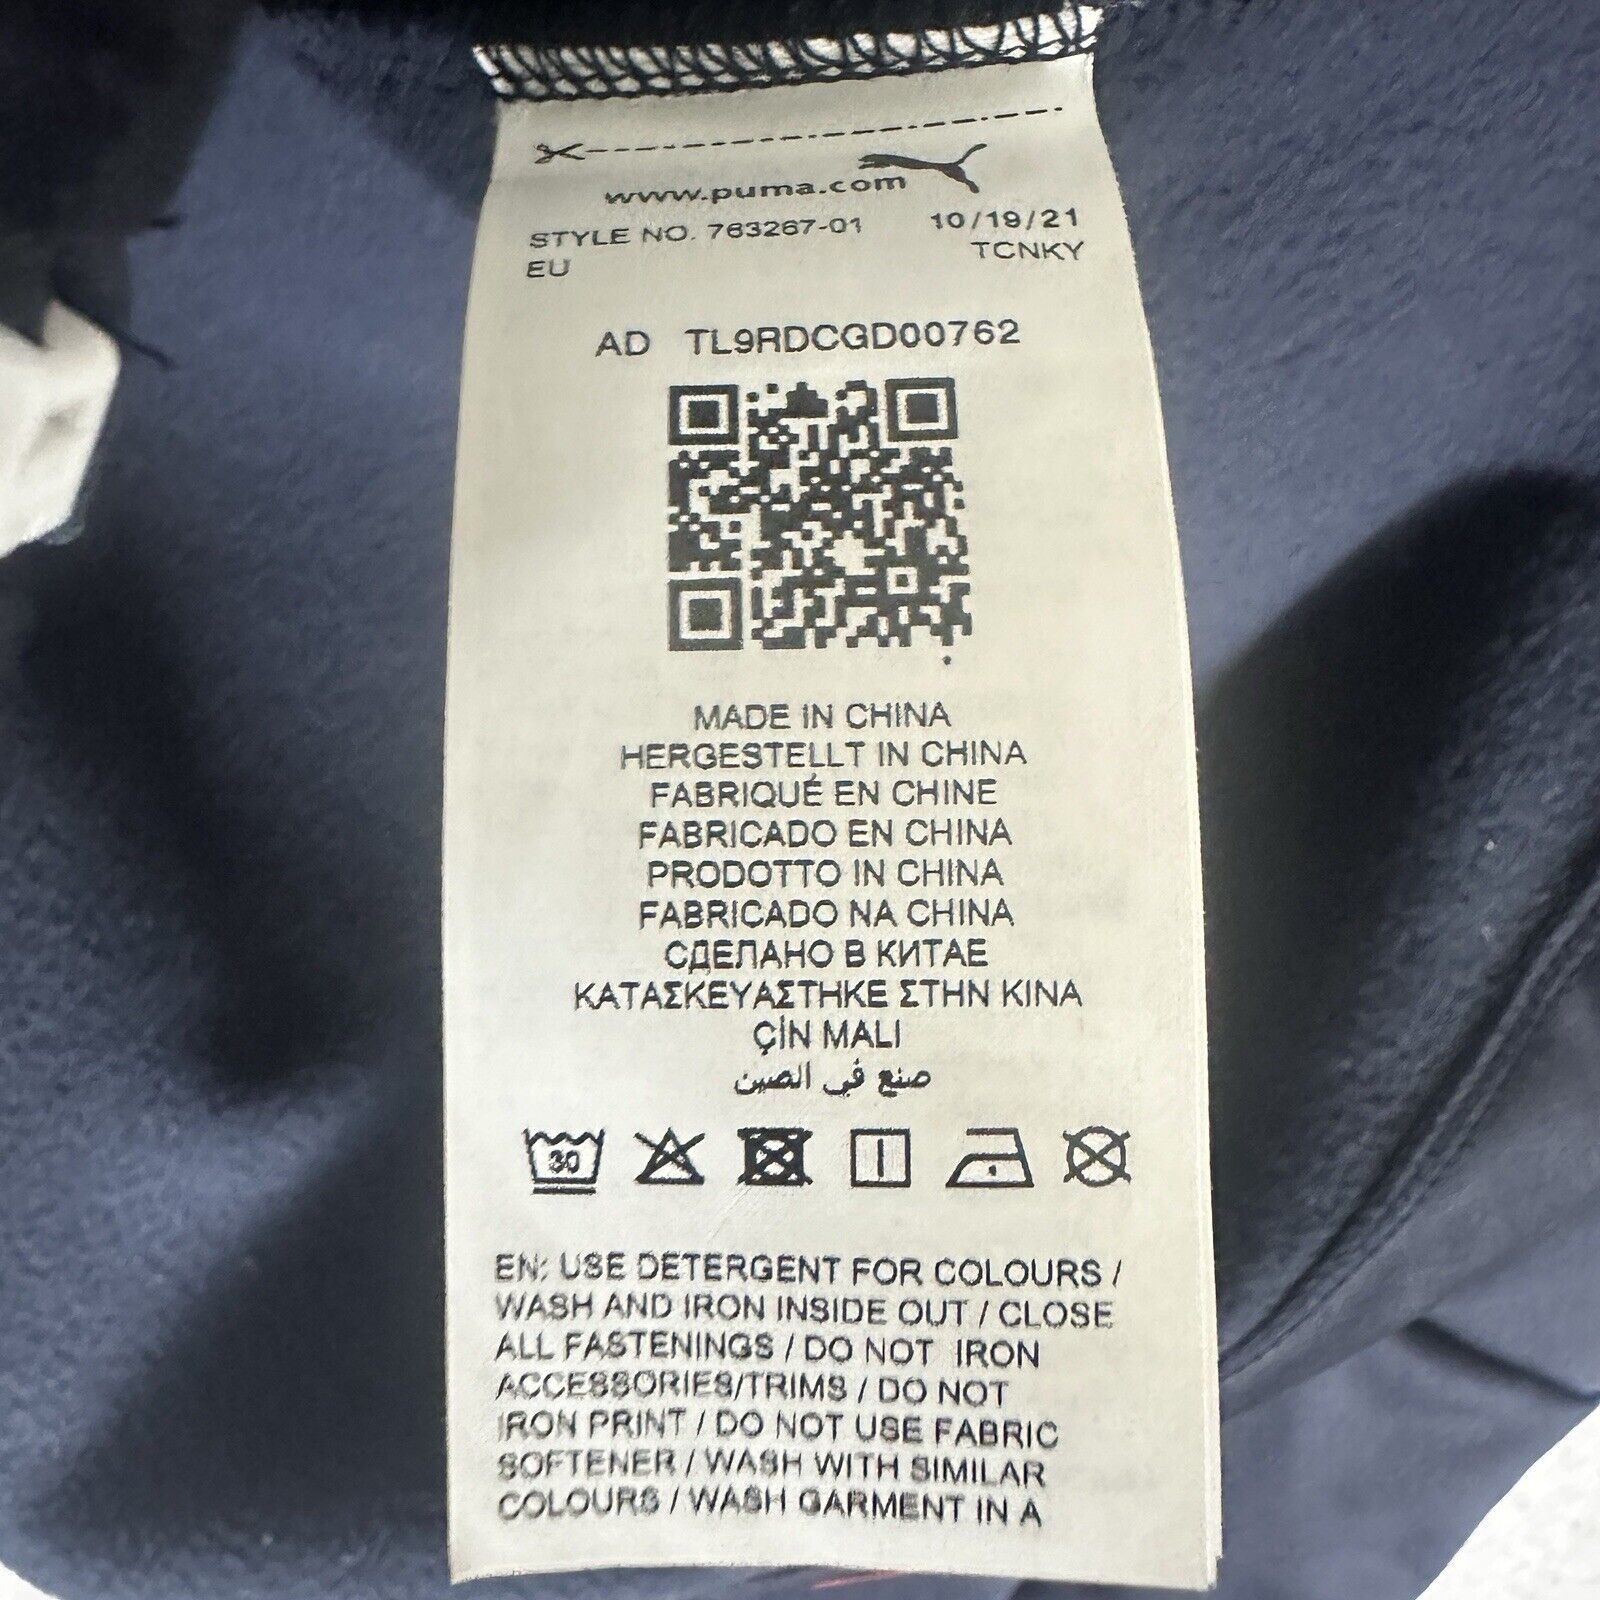 www.puma.com
STYLE NO. 763267-01 10/19/21
EU TCNKY
AD TL9RDCGD00762
MADE IN CHINA
HERGESTELLT IN CHINA
FABRIQUÉ EN CHINE
FABRICADO EN CHINA
PRODOTTO IN CHINA
FABRICADO NA CHINA
СДЕЛАНО В КИТАЕ
ΚΑΤΑΣΚΕΥΑΣΤΗΚΕ ΣΤΗΝ ΚΙΝΑ
ÇİN MALI
صنع في الصين
30
EN: USE DETERGENT FOR COLOURS /
WASH AND IRON INSIDE OUT / CLOSE
ALL FASTENINGS / DO NOT IRON
ACCESSORIES/TRIMS / DO NOT
IRON PRINT / DO NOT USE FABRIC
SOFTENER / WASH WITH SIMILAR
COLOURS / WASH GARMENT IN A